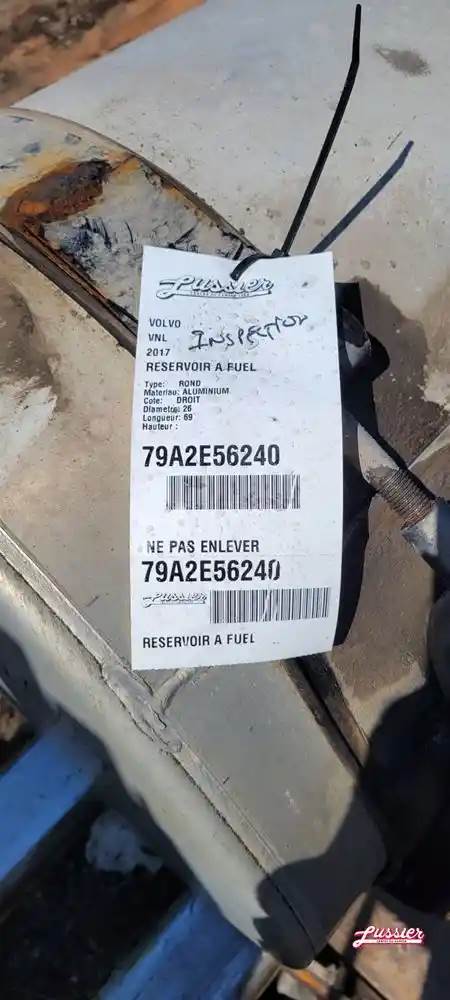 Lussier
VOLVO
VNL
INSPECTION
2017
RESERVOIR A FUEL
Type: ROND
Materiau: ALUMINIUM
Cote: DROIT
Diametre: 26
Longueur: 69
Hauteur :
79A2E56240
NE PAS ENLEVER
79A2E56240
Lussier
RESERVOIR A FUEL
Lussier